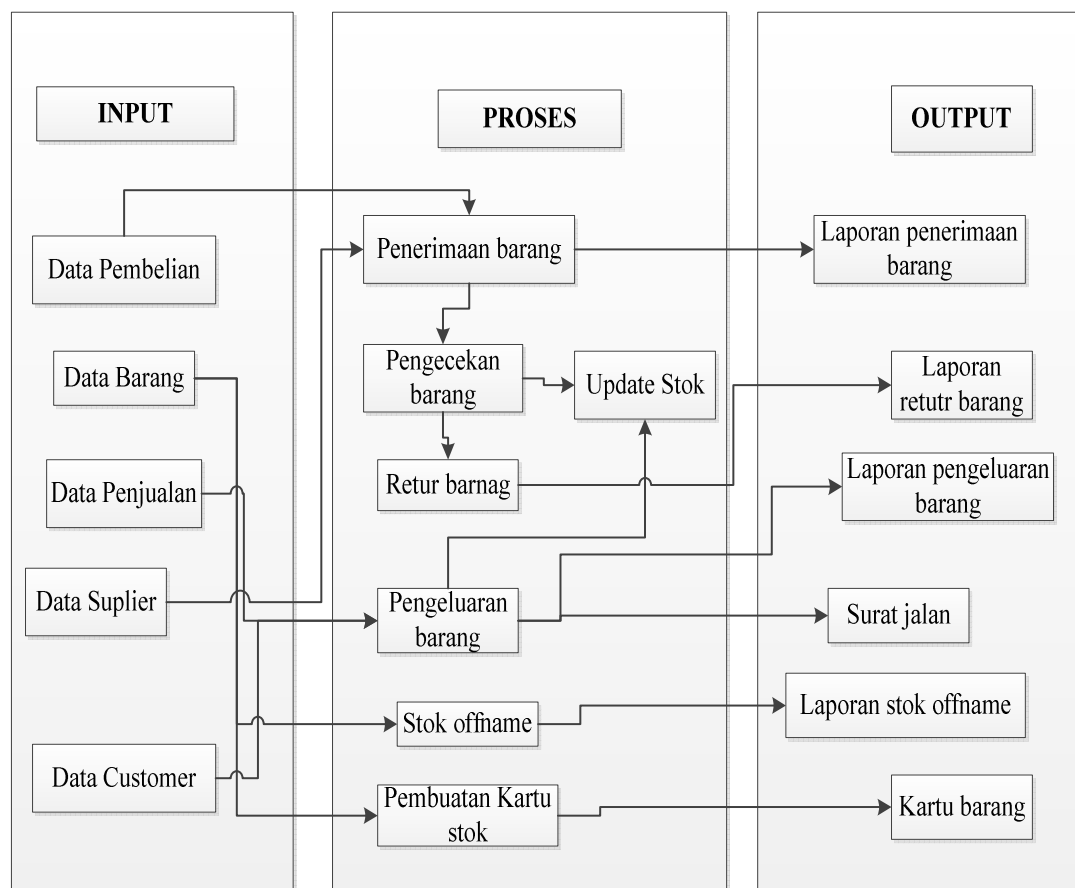 INPUT
Data Pembelian
Data Barang
Data Penjualan
Data Suplier
Data Customer
PROSES
Penerimaan barang
Pengecekan
barang
Update Stok
Retur barnag
Pengeluaran
barang
Stok offname
Pembuatan Kartu
stok
OUTPUT
Laporan penerimaan
barang
Laporan
retutr barang
Laporan pengeluaran
barang
Surat jalan
Laporan stok offname
Kartu barang